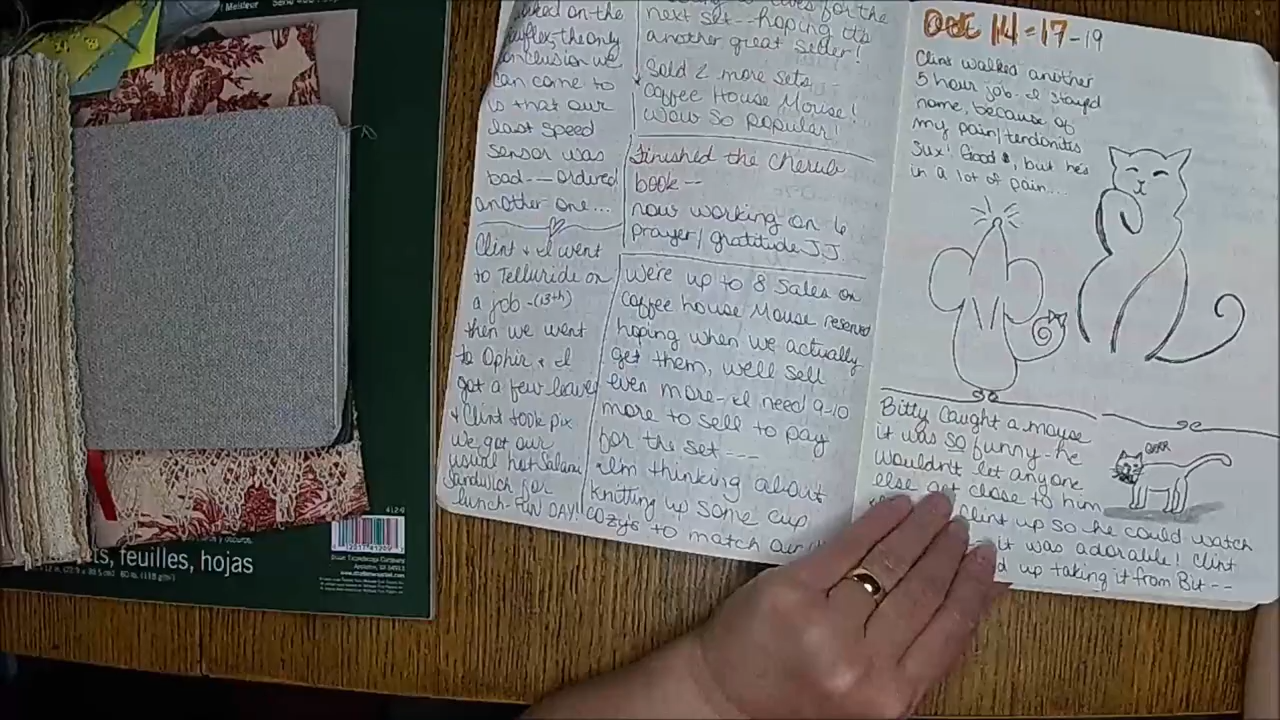 Meisleur
ts, feuilles, hojas
412-9
on the
the only
conclusion we
can come to
is that our
last speed
sensor was
bad -- ordered
another one...
Clint & I went
to Telluride on
a job -(13th)
then we went
to Ophir & I
got a few leaves
& Clint took pix
we got our
usual hot Salami
Sandwich for
lunch. FUN DAY!
for the
next set -- hoping it's
another great seller!
Sold 2 more sets
Coffee House Mouse!
Wow so popular!
Finished the Cherub
book --
now working on 6
prayer/gratitude J.J.
We're up to 8 sales on
coffee house Mouse reserved
hoping when we actually
get them, we'll sell
even more - I need 9-10
more to sell to pay
for the set ---
I'm thinking about
knitting up some cup
cozys to match our
Oct 14 - 17-19
Clint walked another
5 hour job. I stayed
home, because of
my pain/tendonitis
Sux! Good $, but he's
in a lot of pain...
Bitty caught a mouse
it was so funny - he
wouldn't let anyone
else get close to him
Clint up so he could watch
it was adorable! Clint
up taking it from Bit--
GRRR